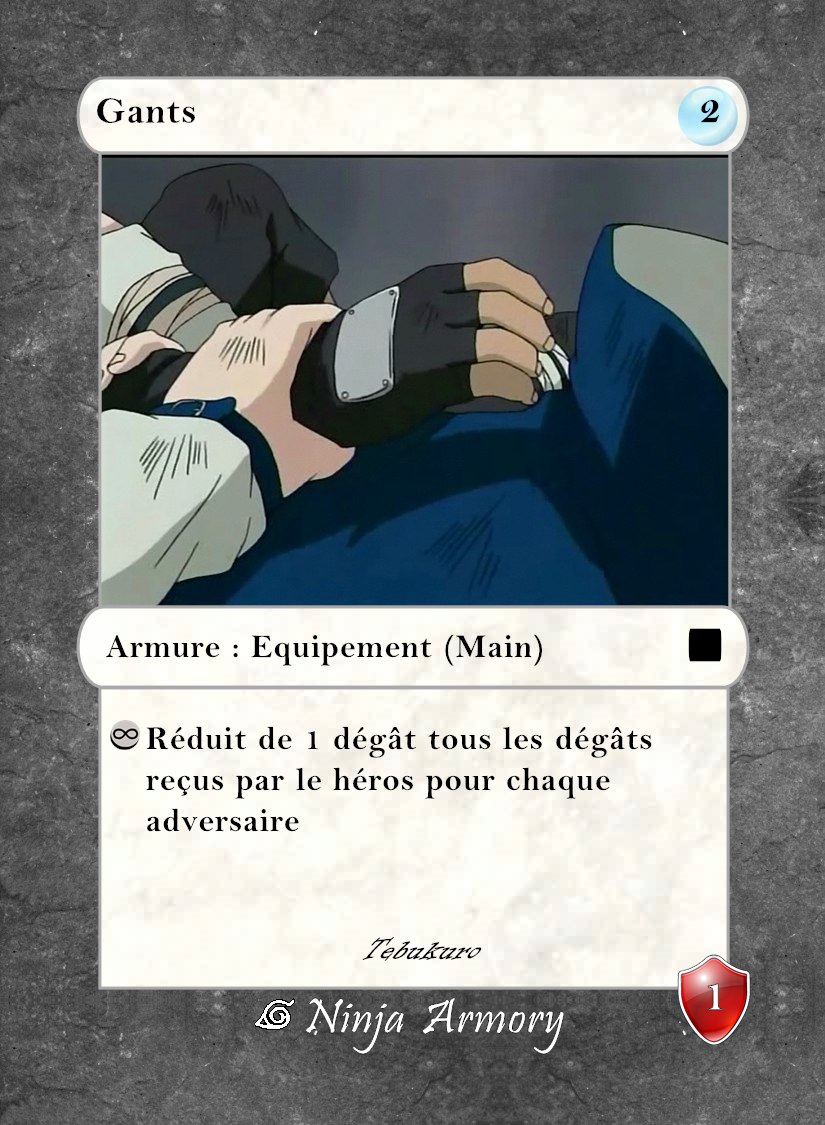 Gants
2
Armure : Equipement (Main)
∞ Réduit de 1 dégât tous les dégâts
reçus par le héros pour chaque
adversaire
Tebukuro
Ninja Armory
1